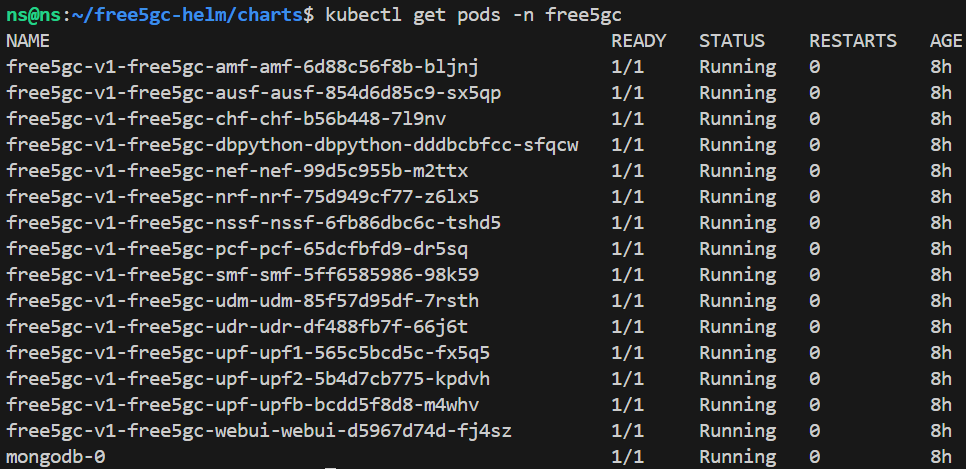 ns@ns:~/free5gc-helm/charts$ kubectl get pods -n free5gc
NAME READY STATUS RESTARTS AGE
free5gc-v1-free5gc-amf-amf-6d88c56f8b-bljnj 1/1 Running 0 8h
free5gc-v1-free5gc-ausf-ausf-854d6d85c9-sx5qp 1/1 Running 0 8h
free5gc-v1-free5gc-chf-chf-b56b448-7l9nv 1/1 Running 0 8h
free5gc-v1-free5gc-dbpython-dbpython-dddbcbfcc-sfqcw 1/1 Running 0 8h
free5gc-v1-free5gc-nef-nef-99d5c955b-m2ttx 1/1 Running 0 8h
free5gc-v1-free5gc-nrf-nrf-75d949cf77-z6lx5 1/1 Running 0 8h
free5gc-v1-free5gc-nssf-nssf-6fb86dbc6c-tshd5 1/1 Running 0 8h
free5gc-v1-free5gc-pcf-pcf-65dcfbfd9-dr5sq 1/1 Running 0 8h
free5gc-v1-free5gc-smf-smf-5ff6585986-98k59 1/1 Running 0 8h
free5gc-v1-free5gc-udm-udm-85f57d95df-7rsth 1/1 Running 0 8h
free5gc-v1-free5gc-udr-udr-df488fb7f-66j6t 1/1 Running 0 8h
free5gc-v1-free5gc-upf-upf1-565c5bcd5c-fx5q5 1/1 Running 0 8h
free5gc-v1-free5gc-upf-upf2-5b4d7cb775-kpdvh 1/1 Running 0 8h
free5gc-v1-free5gc-upf-upfb-bcdd5f8d8-m4whv 1/1 Running 0 8h
free5gc-v1-free5gc-webui-webui-d5967d74d-fj4sz 1/1 Running 0 8h
mongodb-0 1/1 Running 0 8h